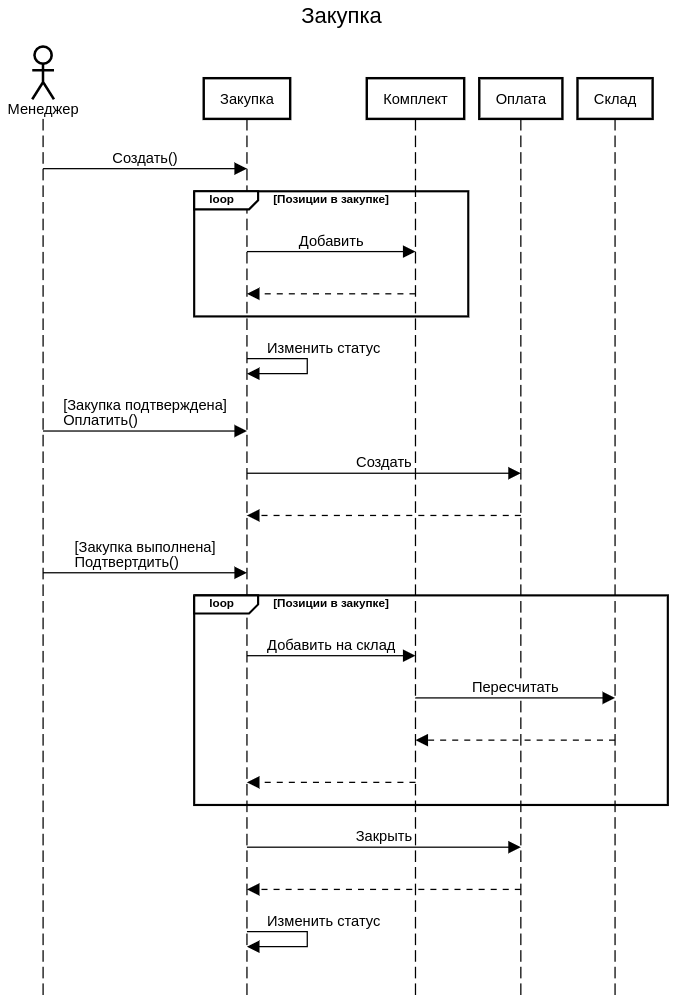 Закупка
Менеджер
Закупка
Комплект
Оплата
Склад
Создать()
loop [Позиции в закупке]
Добавить
Изменить статус
[Закупка подтверждена]
Оплатить()
Создать
[Закупка выполнена]
Подтвертдить()
loop [Позиции в закупке]
Добавить на склад
Пересчитать
Закрыть
Изменить статус